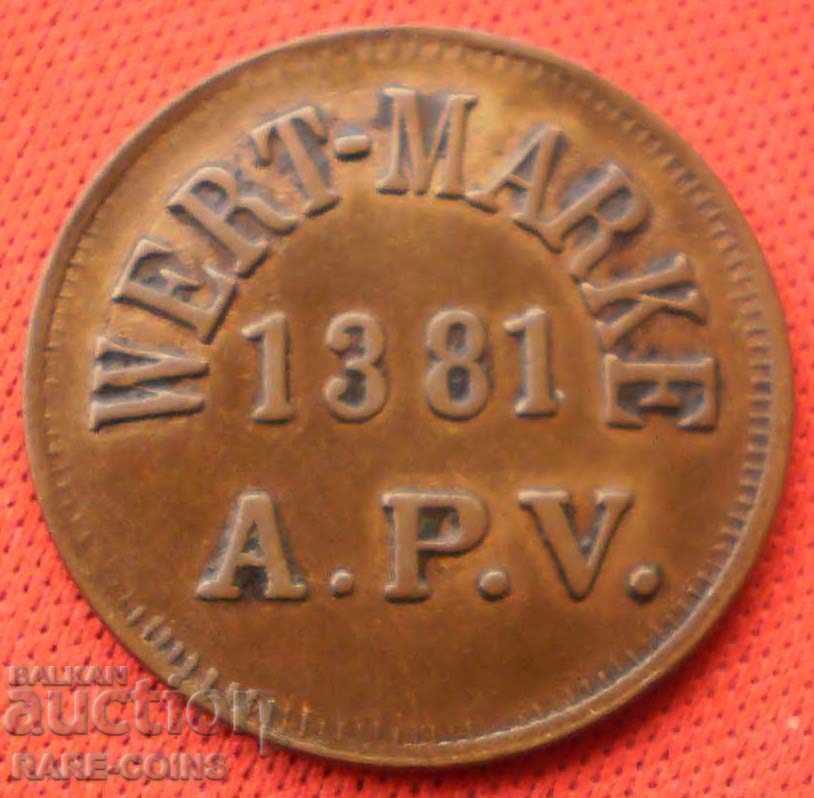 WERT-MARKE
1381
A.P.V.
BALKAN
auction
RARE-COINS